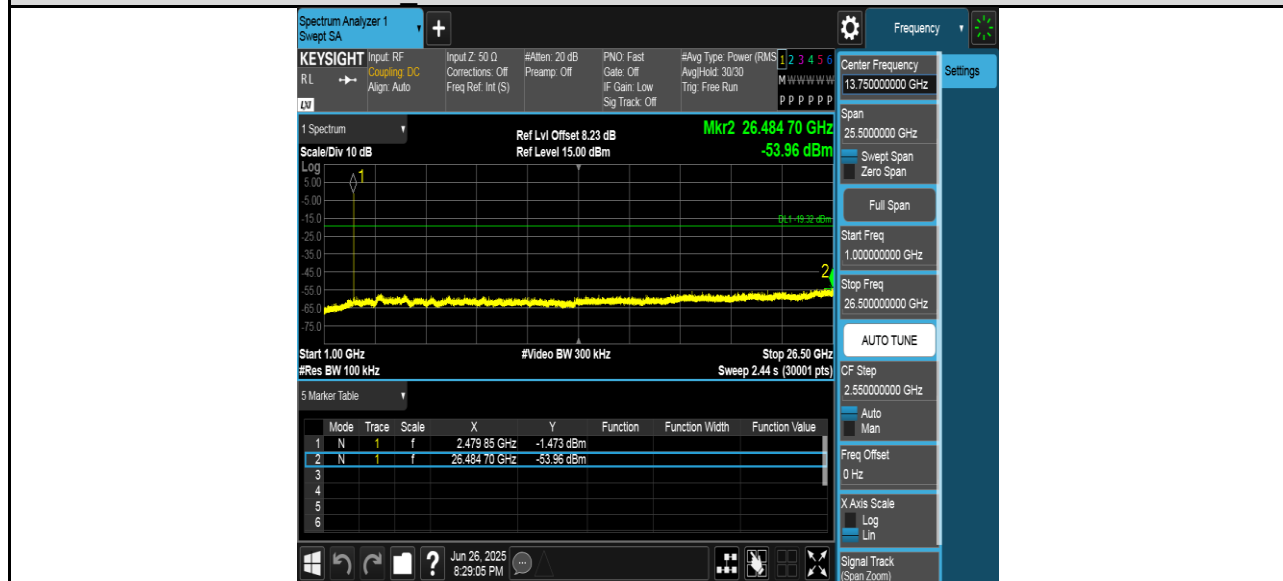 Spectrum Analyzer 1
Swept SA
+
Frequency
KEYSIGHT
RL
LXI
Input: RF
Coupling: DC
Align: Auto
Input Z: 50 Ω
Corrections: Off
Freq Ref: Int (S)
#Atten: 20 dB
Preamp: Off
PNO: Fast
Gate: Off
IF Gain: Low
Sig Track: Off
#Avg Type: Power (RMS
Avg|Hold: 30/30
Trig: Free Run
1 2 3 4 5 6
M W W W W W
P P P P P P
1 Spectrum
Scale/Div 10 dB
Ref Lvl Offset 8.23 dB
Ref Level 15.00 dBm
Mkr2 26.484 70 GHz
-53.96 dBm
Log
5.00
-5.00
-15.0
-25.0
-35.0
-45.0
-55.0
-65.0
-75.0
1
DL1 -19.32 dBm
2
Start 1.00 GHz
#Video BW 300 kHz
Stop 26.50 GHz
#Res BW 100 kHz
Sweep 2.44 s (30001 pts)
5 Marker Table
Mode Trace Scale X Y Function Function Width Function Value
1 N 1 f 2.479 85 GHz -1.473 dBm
2 N 1 f 26.484 70 GHz -53.96 dBm
3
4
5
6
?
Jun 26, 2025
8:29:05 PM
Center Frequency
13.750000000 GHz
Settings
Span
25.5000000 GHz
Swept Span
Zero Span
Full Span
Start Freq
1.000000000 GHz
Stop Freq
26.500000000 GHz
AUTO TUNE
CF Step
2.550000000 GHz
Auto
Man
Freq Offset
0 Hz
X Axis Scale
Log
Lin
Signal Track
(Span Zoom)